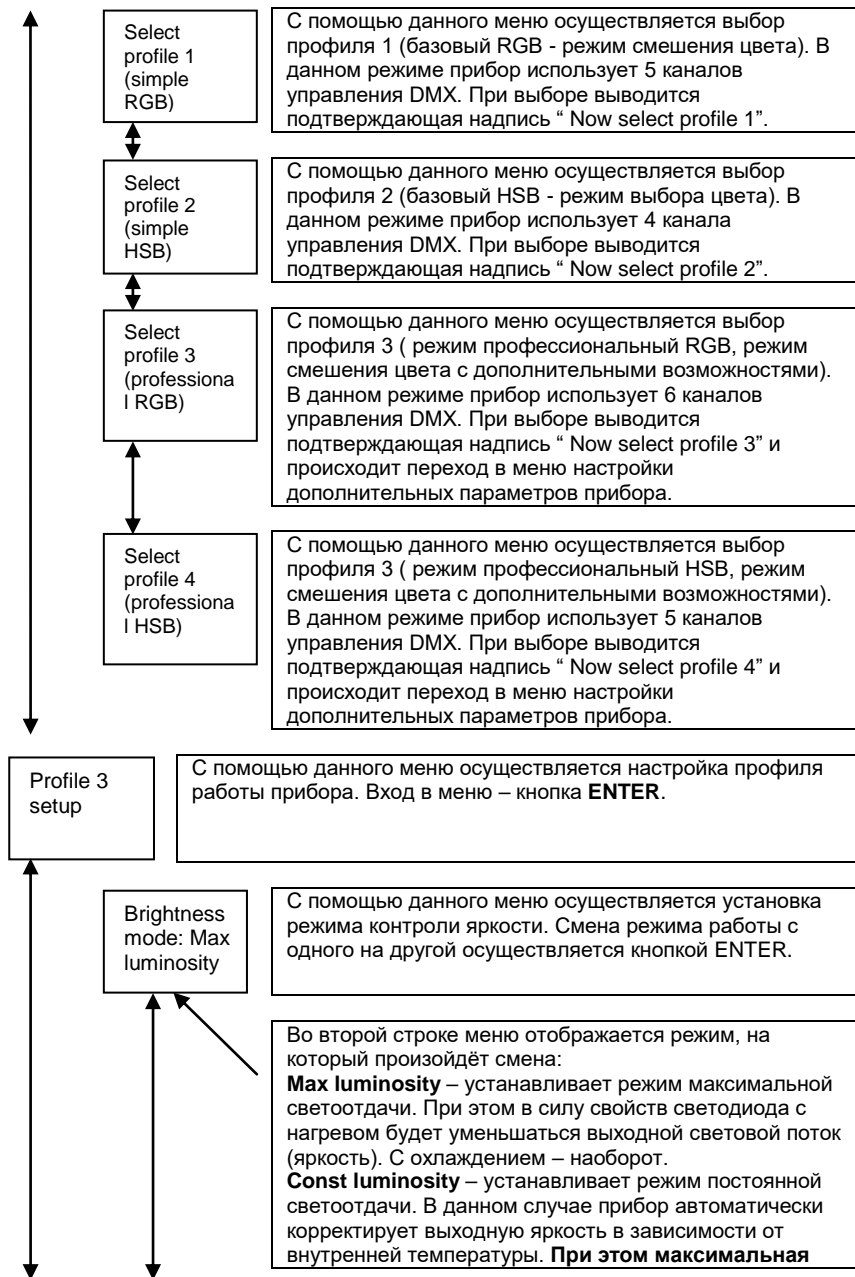 Select
profile 1
(simple
RGB)
С помощью данного меню осуществляется выбор
профиля 1 (базовый RGB - режим смешения цвета). В
данном режиме прибор использует 5 каналов
управления DMX. При выборе выводится
подтверждающая надпись “ Now select profile 1”.
Select
profile 2
(simple
HSB)
С помощью данного меню осуществляется выбор
профиля 2 (базовый HSB - режим выбора цвета). В
данном режиме прибор использует 4 канала
управления DMX. При выборе выводится
подтверждающая надпись “ Now select profile 2”.
Select
profile 3
(professiona
l RGB)
С помощью данного меню осуществляется выбор
профиля 3 ( режим профессиональный RGB, режим
смешения цвета с дополнительными возможностями).
В данном режиме прибор использует 6 каналов
управления DMX. При выборе выводится
подтверждающая надпись “ Now select profile 3” и
происходит переход в меню настройки
дополнительных параметров прибора.
Select
profile 4
(professiona
l HSB)
С помощью данного меню осуществляется выбор
профиля 3 ( режим профессиональный HSB, режим
смешения цвета с дополнительными возможностями).
В данном режиме прибор использует 5 каналов
управления DMX. При выборе выводится
подтверждающая надпись “ Now select profile 4” и
происходит переход в меню настройки
дополнительных параметров прибора.
Profile 3
setup
С помощью данного меню осуществляется настройка профиля
работы прибора. Вход в меню – кнопка ENTER.
Brightness
mode: Max
luminosity
С помощью данного меню осуществляется установка
режима контроли яркости. Смена режима работы с
одного на другой осуществляется кнопкой ENTER.
Во второй строке меню отображается режим, на
который произойдёт смена:
Max luminosity – устанавливает режим максимальной
светоотдачи. При этом в силу свойств светодиода с
нагревом будет уменьшаться выходной световой поток
(яркость). С охлаждением – наоборот.
Const luminosity – устанавливает режим постоянной
светоотдачи. В данном случае прибор автоматически
корректирует выходную яркость в зависимости от
внутренней температуры. При этом максимальная